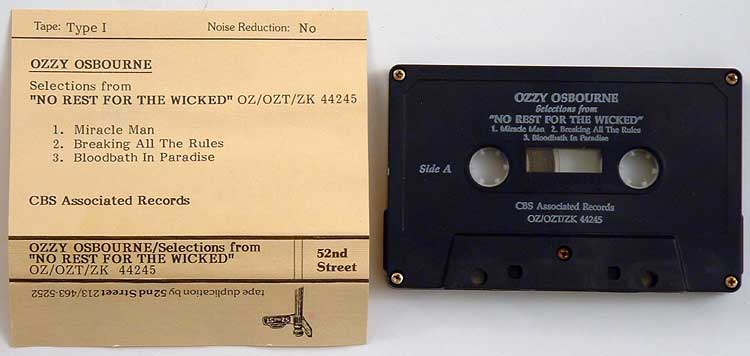 Tape: Type I Noise Reduction: No
OZZY OSBOURNE
Selections from
"NO REST FOR THE WICKED" OZ/OZT/ZK 44245
1. Miracle Man
2. Breaking All The Rules
3. Bloodbath In Paradise
CBS Associated Records
OZZY OSBOURNE/Selections from
"NO REST FOR THE WICKED"
OZ/OZT/ZK 44245
52nd
Street
tape duplication by 52nd Street 213/463-5252
52nd ST
OZZY OSBOURNE
Selections from
"NO REST FOR THE WICKED"
1. Miracle Man 2. Breaking All The Rules
3. Bloodbath In Paradise
Side A
CBS Associated Records
OZ/OZT/ZK 44245